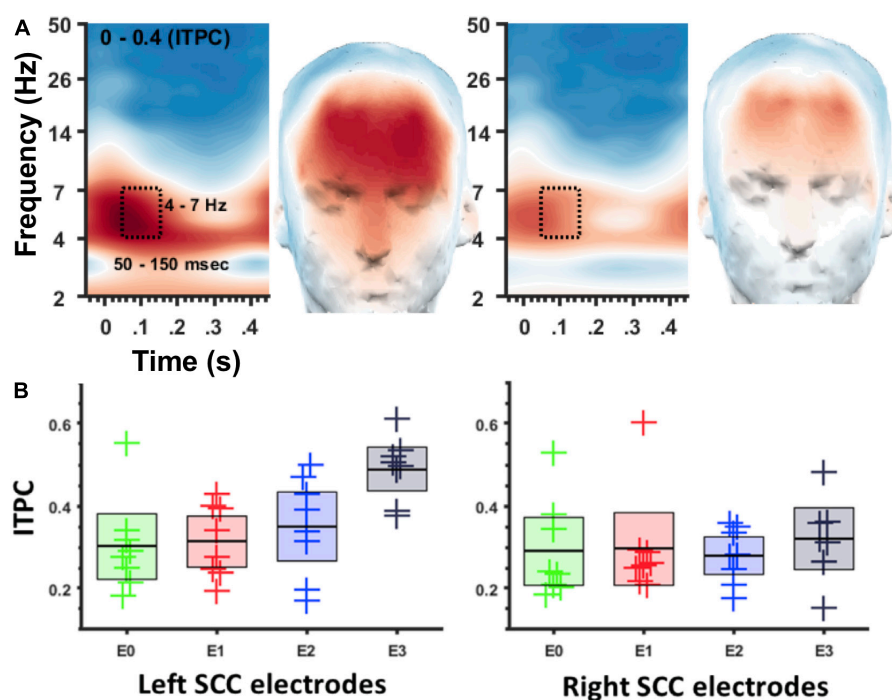 A
Frequency (Hz)
50
26
14
7
4
2
0 - 0.4 (ITPC)
4 - 7 Hz
50 - 150 msec
0 .1 .2 .3 .4
Time (s)
50
26
14
7
4
2
0 .1 .2 .3 .4
B
ITPC
0.6
0.4
0.2
E0 E1 E2 E3
Left SCC electrodes
0.6
0.4
0.2
E0 E1 E2 E3
Right SCC electrodes